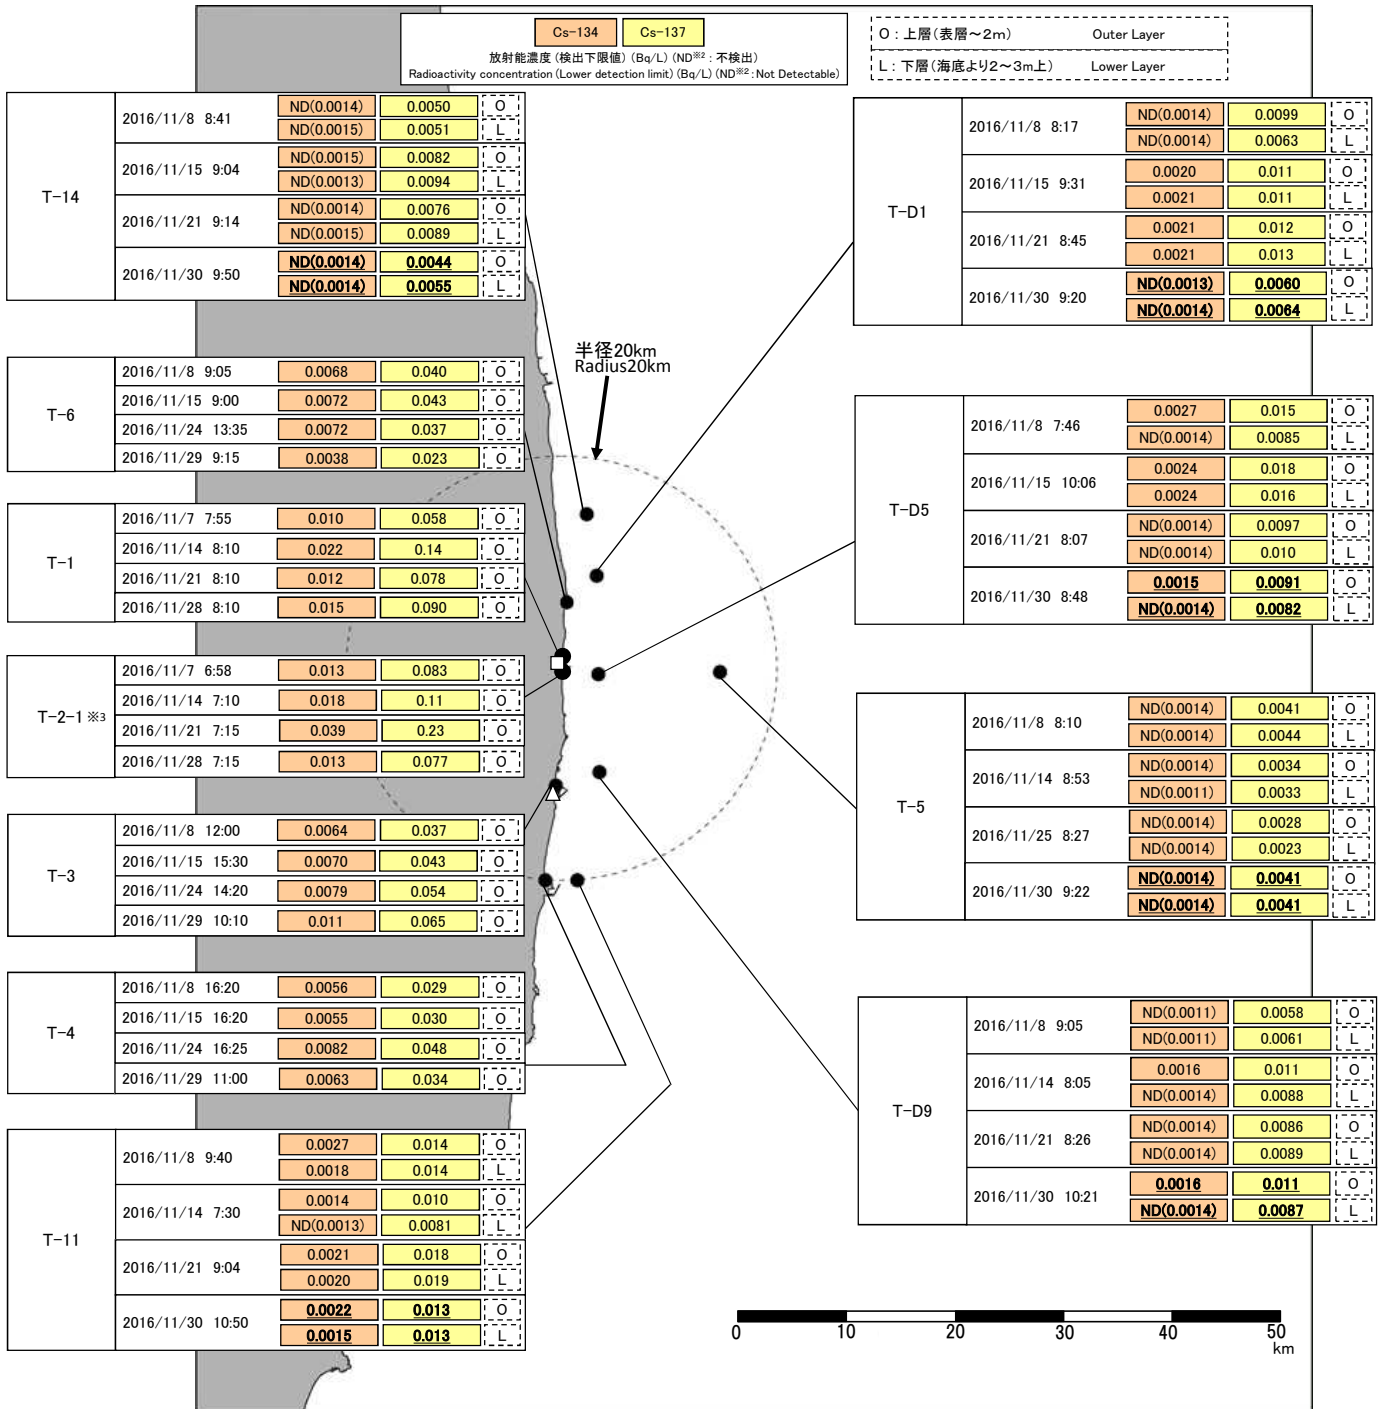 Cs-134 Cs-137
放射能濃度 (検出下限値) (Bq/L) (ND※2 : 不検出)
Radioactivity concentration (Lower detection limit) (Bq/L) (ND※2 : Not Detectable)
O : 上層(表層～2m) Outer Layer
L : 下層(海底より2～3m上) Lower Layer
T-14
2016/11/8 8:41 ND(0.0014) 0.0050 O
ND(0.0015) 0.0051 L
2016/11/15 9:04 ND(0.0015) 0.0082 O
ND(0.0013) 0.0094 L
2016/11/21 9:14 ND(0.0014) 0.0076 O
ND(0.0015) 0.0089 L
2016/11/30 9:50 ND(0.0014) 0.0044 O
ND(0.0014) 0.0055 L
T-6
2016/11/8 9:05 0.0068 0.040 O
2016/11/15 9:00 0.0072 0.043 O
2016/11/24 13:35 0.0072 0.037 O
2016/11/29 9:15 0.0038 0.023 O
T-1
2016/11/7 7:55 0.010 0.058 O
2016/11/14 8:10 0.022 0.14 O
2016/11/21 8:10 0.012 0.078 O
2016/11/28 8:10 0.015 0.090 O
T-2-1 ※3
2016/11/7 6:58 0.013 0.083 O
2016/11/14 7:10 0.018 0.11 O
2016/11/21 7:15 0.039 0.23 O
2016/11/28 7:15 0.013 0.077 O
T-3
2016/11/8 12:00 0.0064 0.037 O
2016/11/15 15:30 0.0070 0.043 O
2016/11/24 14:20 0.0079 0.054 O
2016/11/29 10:10 0.011 0.065 O
T-4
2016/11/8 16:20 0.0056 0.029 O
2016/11/15 16:20 0.0055 0.030 O
2016/11/24 16:25 0.0082 0.048 O
2016/11/29 11:00 0.0063 0.034 O
T-11
2016/11/8 9:40 0.0027 0.014 O
0.0018 0.014 L
2016/11/14 7:30 0.0014 0.010 O
ND(0.0013) 0.0081 L
2016/11/21 9:04 0.0021 0.018 O
0.0020 0.019 L
2016/11/30 10:50 0.0022 0.013 O
0.0015 0.013 L
半径20km
Radius20km
T-D1
2016/11/8 8:17 ND(0.0014) 0.0099 O
ND(0.0014) 0.0063 L
2016/11/15 9:31 0.0020 0.011 O
0.0021 0.011 L
2016/11/21 8:45 0.0021 0.012 O
0.0021 0.013 L
2016/11/30 9:20 ND(0.0013) 0.0060 O
ND(0.0014) 0.0064 L
T-D5
2016/11/8 7:46 0.0027 0.015 O
ND(0.0014) 0.0085 L
2016/11/15 10:06 0.0024 0.018 O
0.0024 0.016 L
2016/11/21 8:07 ND(0.0014) 0.0097 O
ND(0.0014) 0.010 L
2016/11/30 8:48 0.0015 0.0091 O
ND(0.0014) 0.0082 L
T-5
2016/11/8 8:10 ND(0.0014) 0.0041 O
ND(0.0014) 0.0044 L
2016/11/14 8:53 ND(0.0014) 0.0034 O
ND(0.0011) 0.0033 L
2016/11/25 8:27 ND(0.0014) 0.0028 O
ND(0.0014) 0.0023 L
2016/11/30 9:22 ND(0.0014) 0.0041 O
ND(0.0014) 0.0041 L
T-D9
2016/11/8 9:05 ND(0.0011) 0.0058 O
ND(0.0011) 0.0061 L
2016/11/14 8:05 0.0016 0.011 O
ND(0.0014) 0.0088 L
2016/11/21 8:26 ND(0.0014) 0.0086 O
ND(0.0014) 0.0089 L
2016/11/30 10:21 0.0016 0.011 O
ND(0.0014) 0.0087 L
0 10 20 30 40 50
km